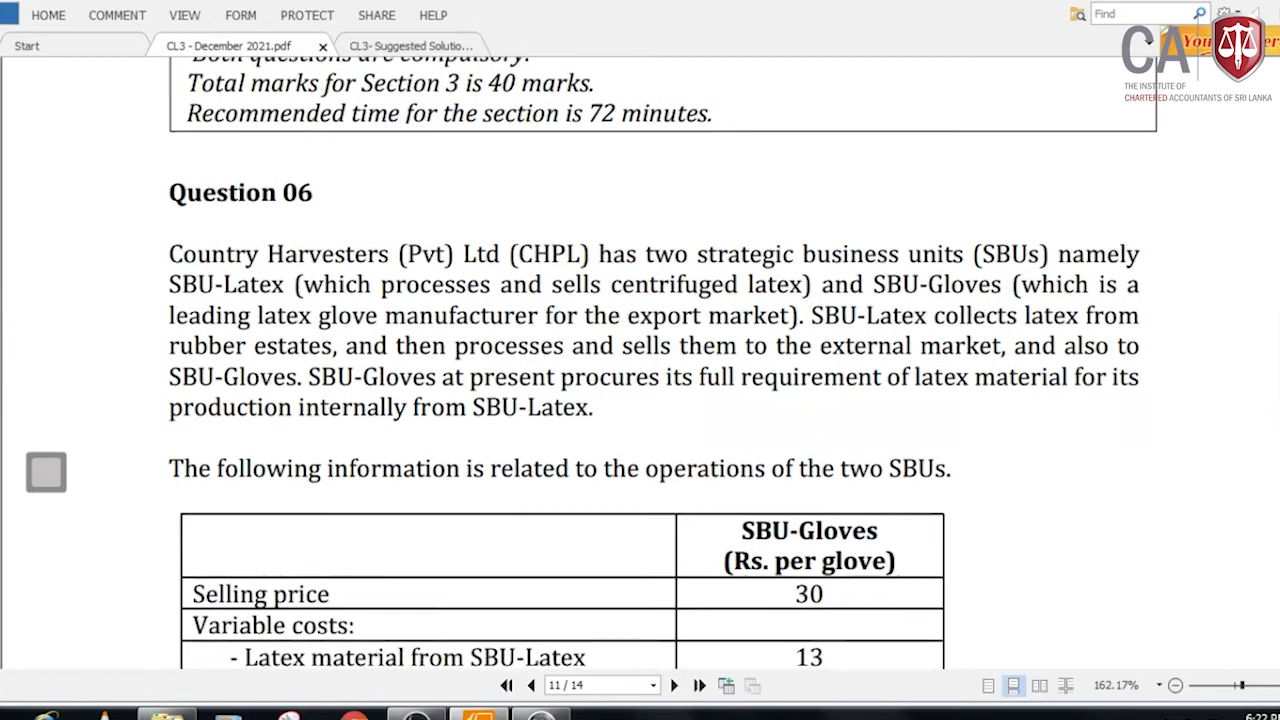 HOME COMMENT VIEW FORM PROTECT SHARE HELP
Find
Start
CL3 - December 2021.pdf
CL3- Suggested Solutio...
CA
THE INSTITUTE OF
CHARTERED ACCOUNTANTS OF SRI LANKA
Both questions are compulsory.
Total marks for Section 3 is 40 marks.
Recommended time for the section is 72 minutes.
Question 06
Country Harvesters (Pvt) Ltd (CHPL) has two strategic business units (SBUs) namely
SBU-Latex (which processes and sells centrifuged latex) and SBU-Gloves (which is a
leading latex glove manufacturer for the export market). SBU-Latex collects latex from
rubber estates, and then processes and sells them to the external market, and also to
SBU-Gloves. SBU-Gloves at present procures its full requirement of latex material for its
production internally from SBU-Latex.
The following information is related to the operations of the two SBUs.
SBU-Gloves
(Rs. per glove)
Selling price 30
Variable costs:
- Latex material from SBU-Latex 13
11 / 14
162.17%